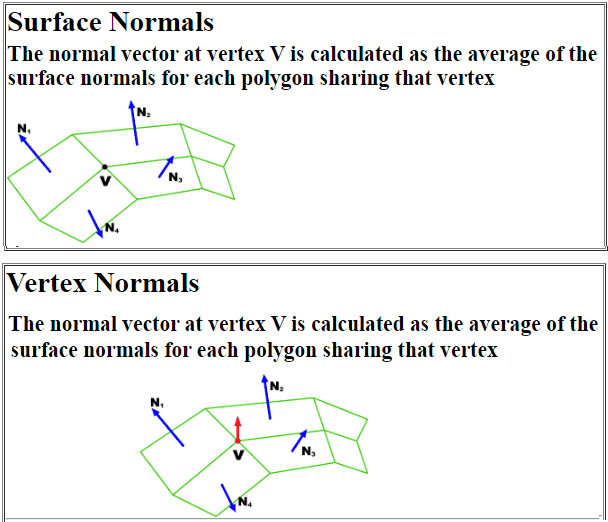 Surface Normals
The normal vector at vertex V is calculated as the average of the
surface normals for each polygon sharing that vertex
N₂
N₁
V
N₃
N₄
Vertex Normals
The normal vector at vertex V is calculated as the average of the
surface normals for each polygon sharing that vertex
N₂
N₁
V
N₃
N₄